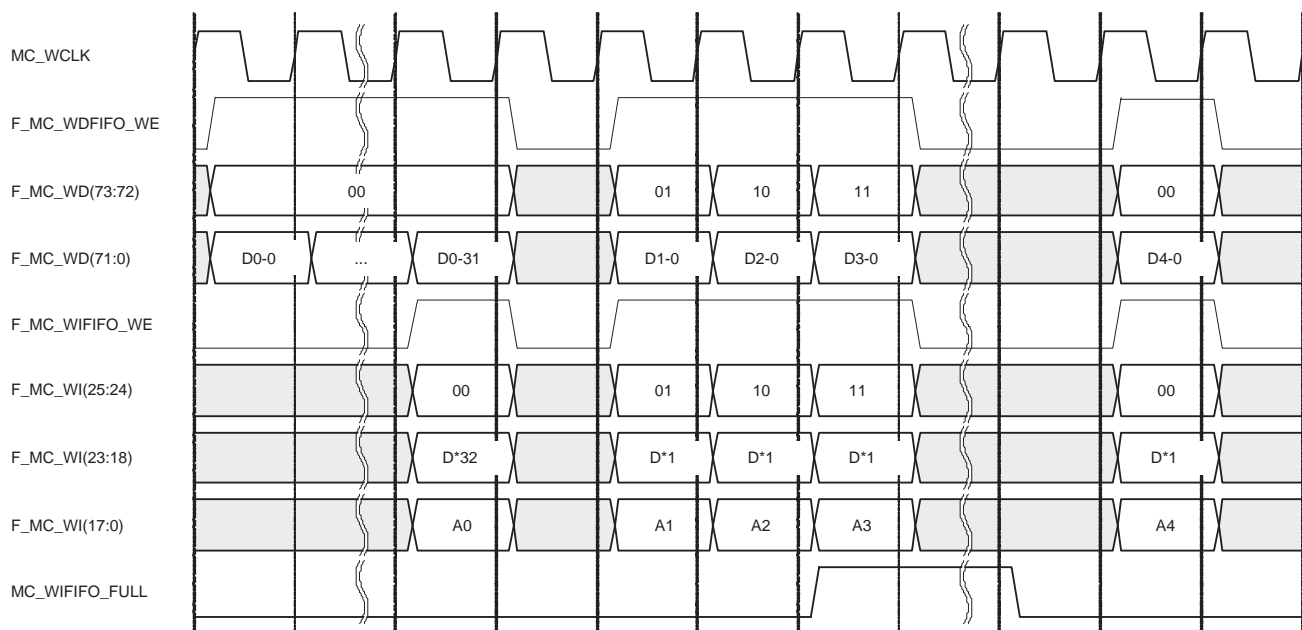 MC_WCLK
F_MC_WDFIFO_WE
F_MC_WD(73:72) 00 01 10 11 00
F_MC_WD(71:0) D0-0 ... D0-31 D1-0 D2-0 D3-0 D4-0
F_MC_WIFIFO_WE
F_MC_WI(25:24) 00 01 10 11 00
F_MC_WI(23:18) D*32 D*1 D*1 D*1 D*1
F_MC_WI(17:0) A0 A1 A2 A3 A4
MC_WIFIFO_FULL